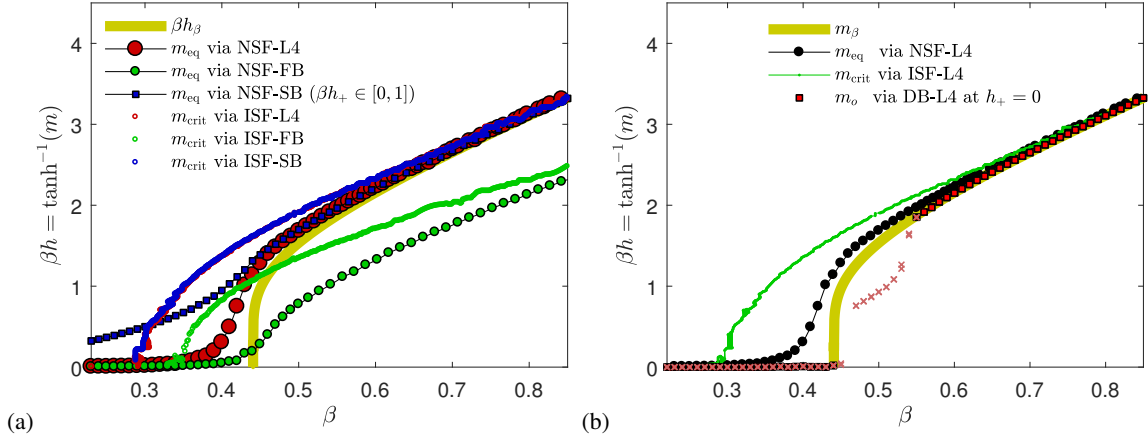 4
3
2
1
0
βh = tanh⁻¹(m)
βh_β
m_eq via NSF-L4
m_eq via NSF-FB
m_eq via NSF-SB (βh₊ ∈ [0, 1])
m_crit via ISF-L4
m_crit via ISF-FB
m_crit via ISF-SB
0.3 0.4 0.5 0.6 0.7 0.8
β
(a)
4
3
2
1
0
βh = tanh⁻¹(m)
m_β
m_eq via NSF-L4
m_crit via ISF-L4
m_o via DB-L4 at h₊ = 0
0.3 0.4 0.5 0.6 0.7 0.8
β
(b)